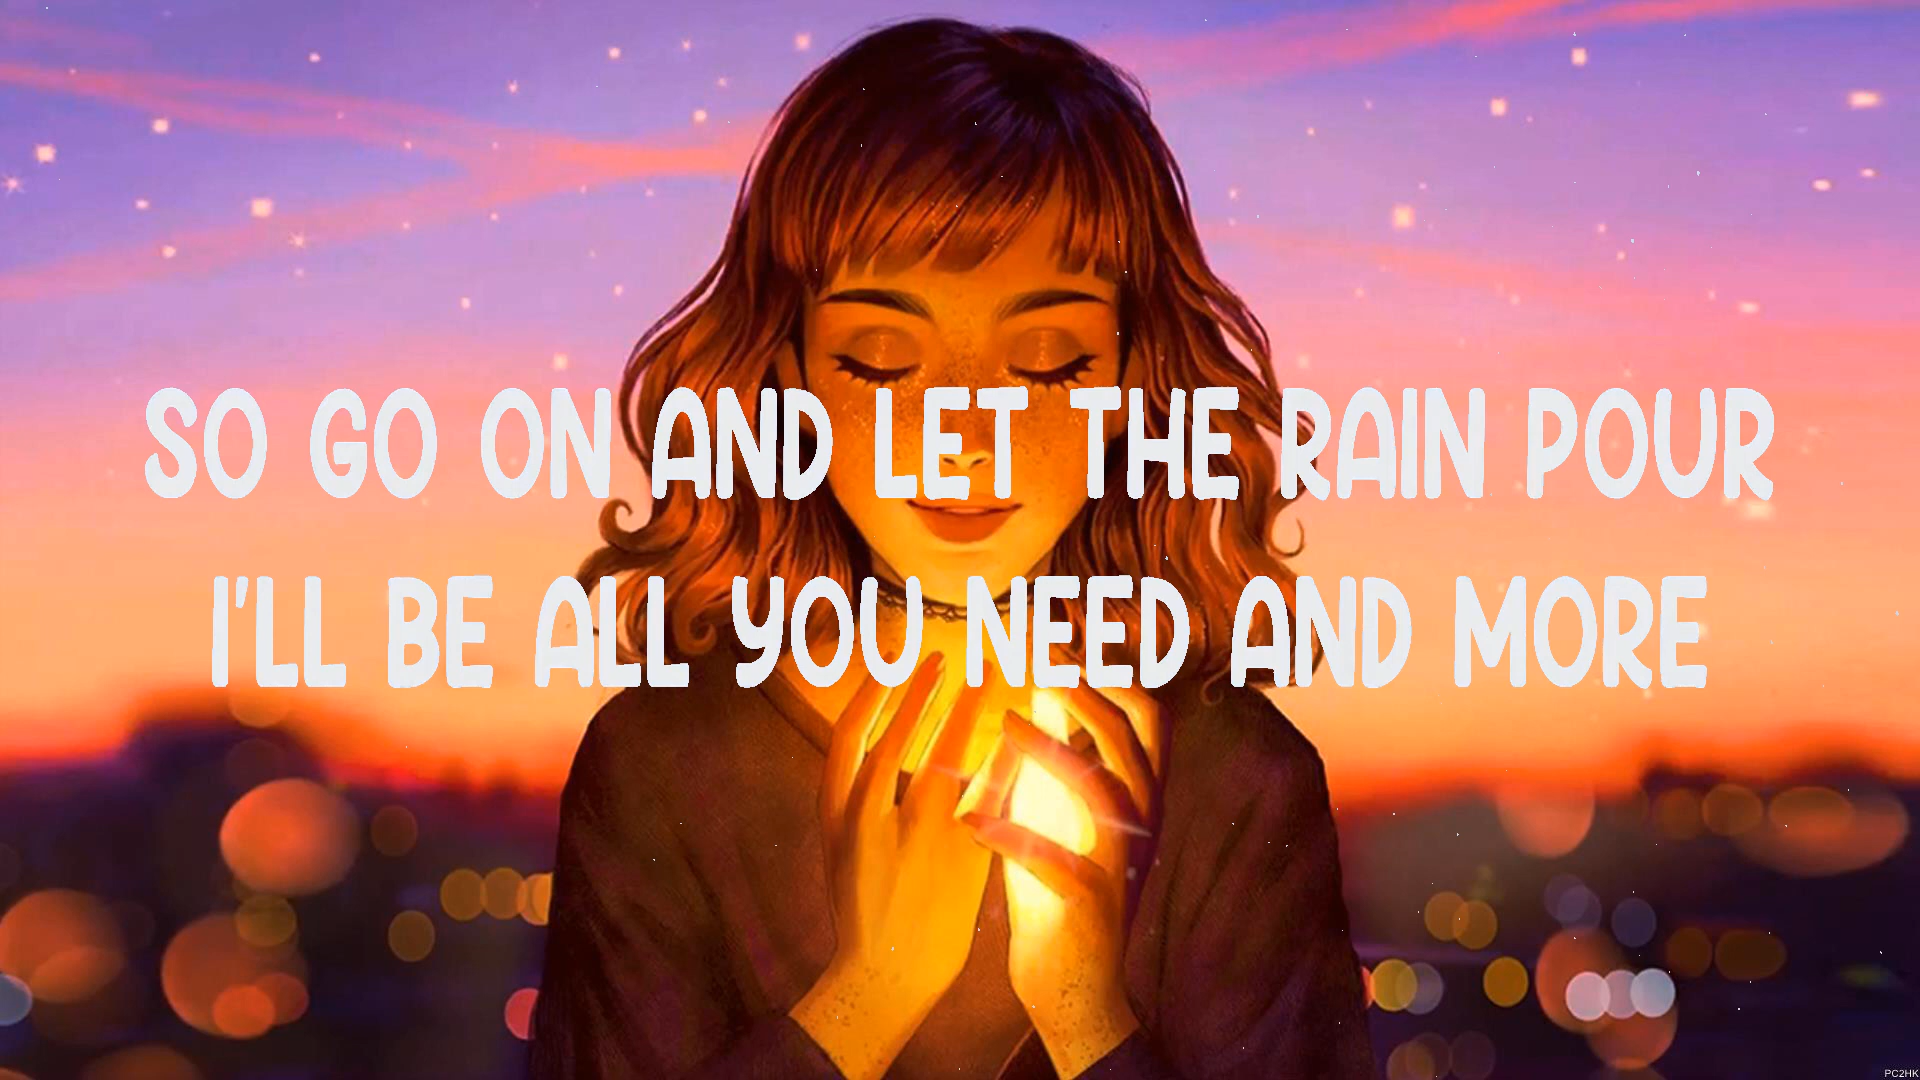 SO GO ON AND LET THE RAIN POUR
I'LL BE ALL YOU NEED AND MORE
PC2HK